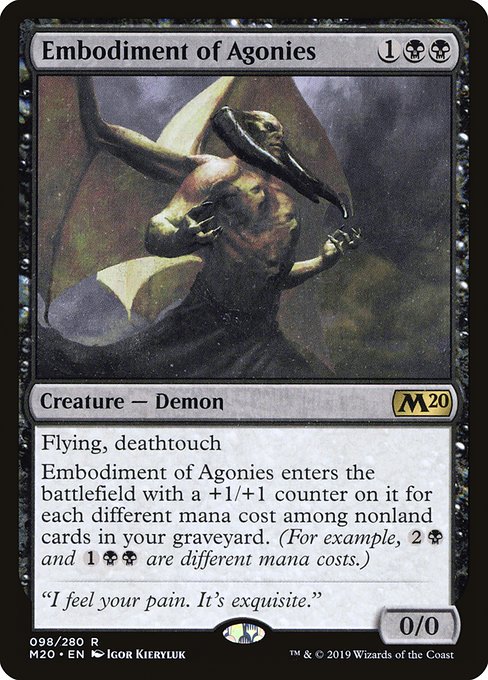 Embodiment of Agonies 1
Creature — Demon M20
Flying, deathtouch
Embodiment of Agonies enters the
battlefield with a +1/+1 counter on it for
each different mana cost among nonland
cards in your graveyard. (For example, 2
and 1 are different mana costs.)
“I feel your pain. It’s exquisite.”
0/0
098/280 R
M20 • EN Igor Kieryluk ™ & © 2019 Wizards of the Coast